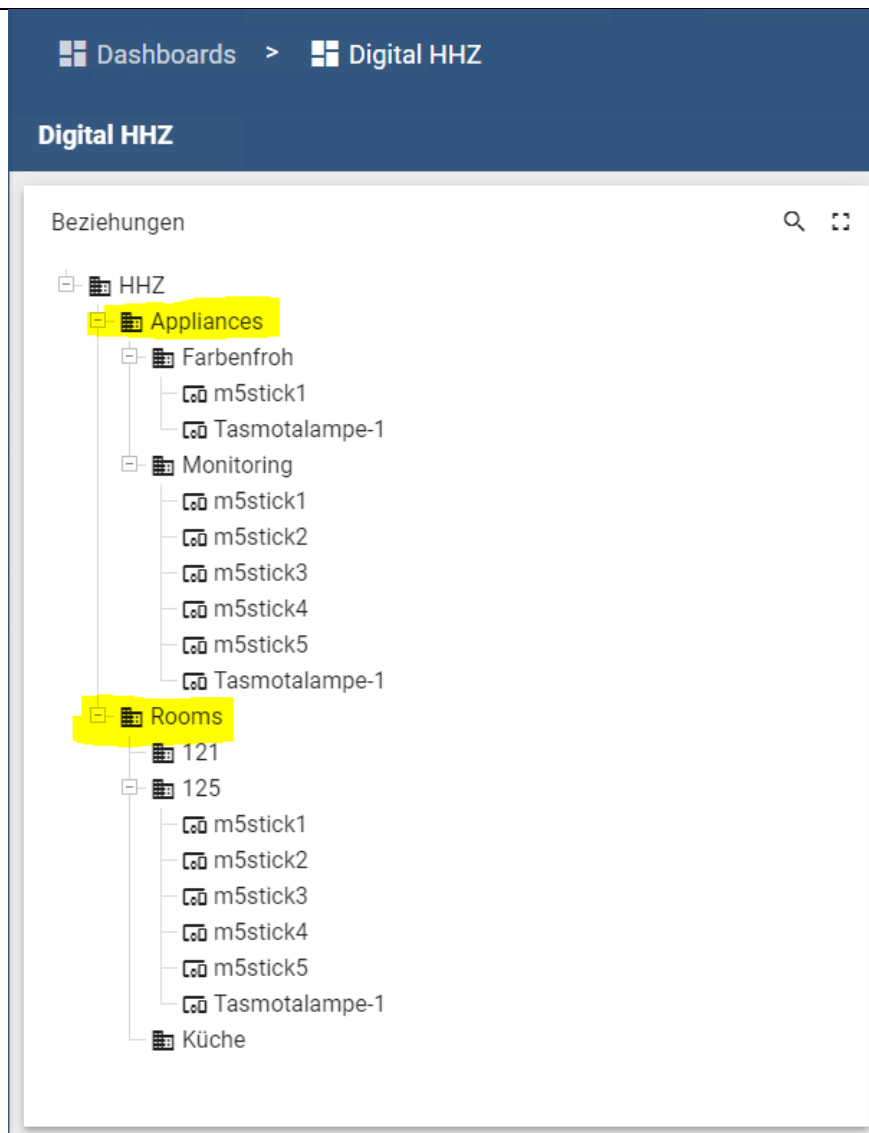 Dashboards > Digital HHZ
Digital HHZ
Beziehungen
HHZ
Appliances
Farbenfroh
m5stick1
Tasmotalampe-1
Monitoring
m5stick1
m5stick2
m5stick3
m5stick4
m5stick5
Tasmotalampe-1
Rooms
121
125
m5stick1
m5stick2
m5stick3
m5stick4
m5stick5
Tasmotalampe-1
Küche